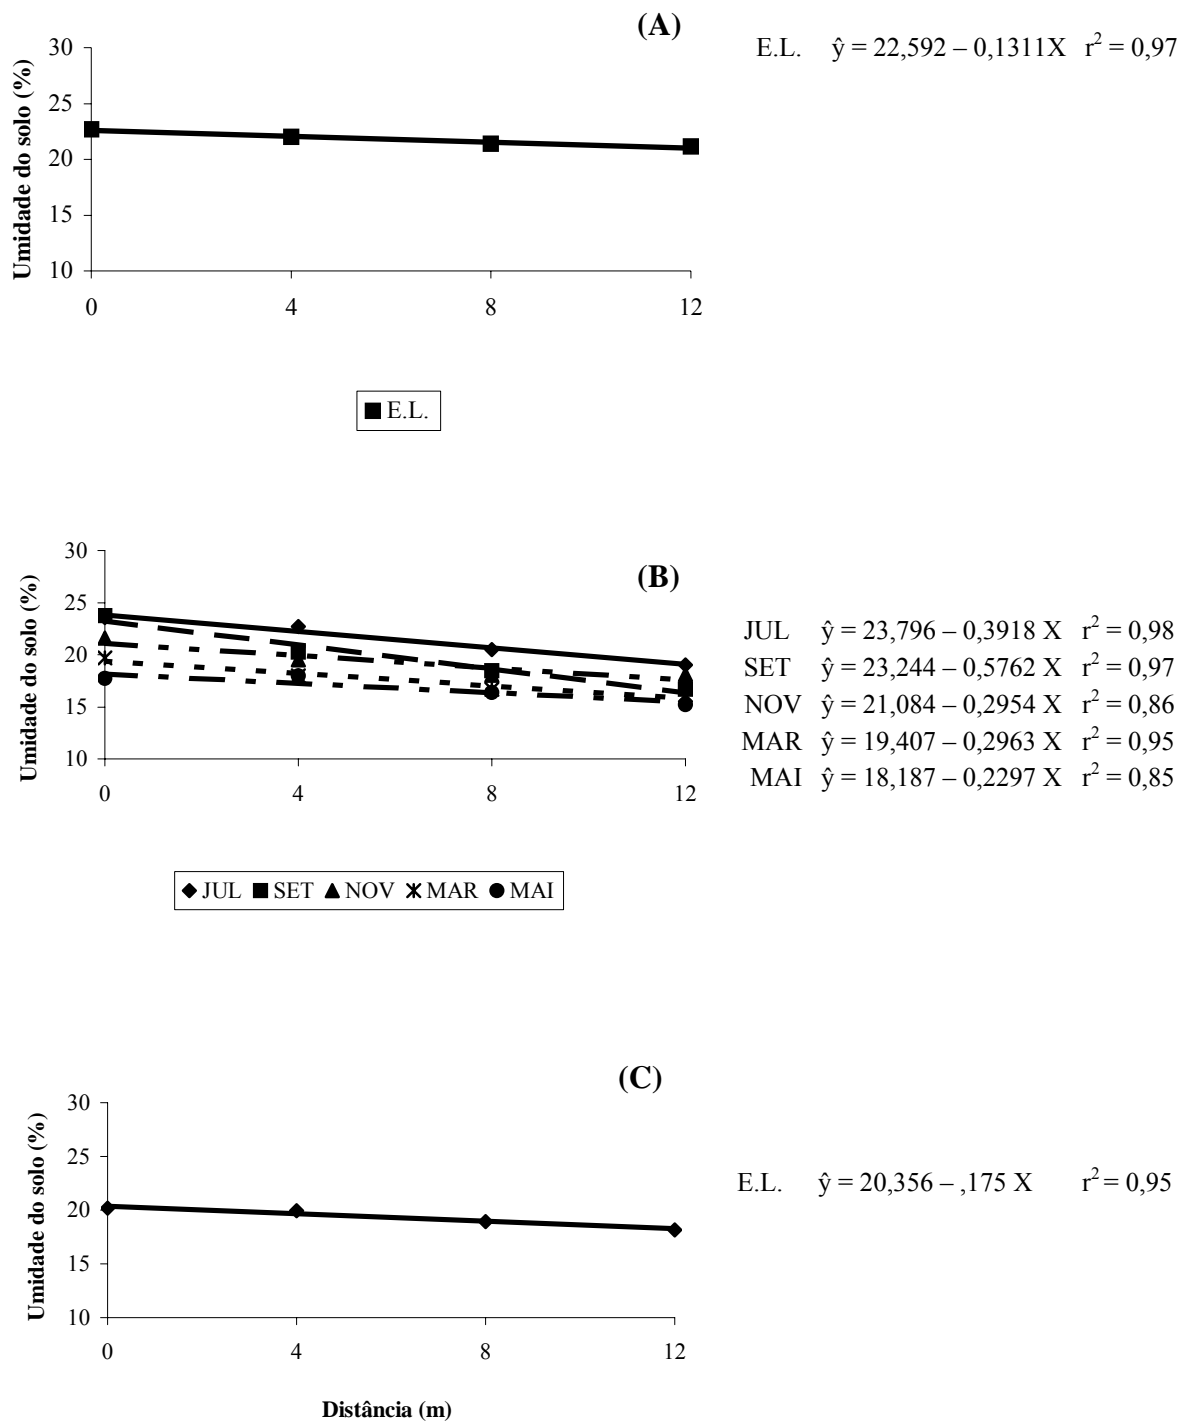 (A)
E.L. ŷ = 22,592 – 0,1311X r² = 0,97
Umidade do solo (%)
30
25
20
15
10
0 4 8 12
E.L.
(B)
Umidade do solo (%)
30
25
20
15
10
0 4 8 12
JUL ŷ = 23,796 – 0,3918 X r² = 0,98
SET ŷ = 23,244 – 0,5762 X r² = 0,97
NOV ŷ = 21,084 – 0,2954 X r² = 0,86
MAR ŷ = 19,407 – 0,2963 X r² = 0,95
MAI ŷ = 18,187 – 0,2297 X r² = 0,85
JUL SET NOV MAR MAI
(C)
Umidade do solo (%)
30
25
20
15
10
0 4 8 12
E.L. ŷ = 20,356 – ,175 X r² = 0,95
Distância (m)